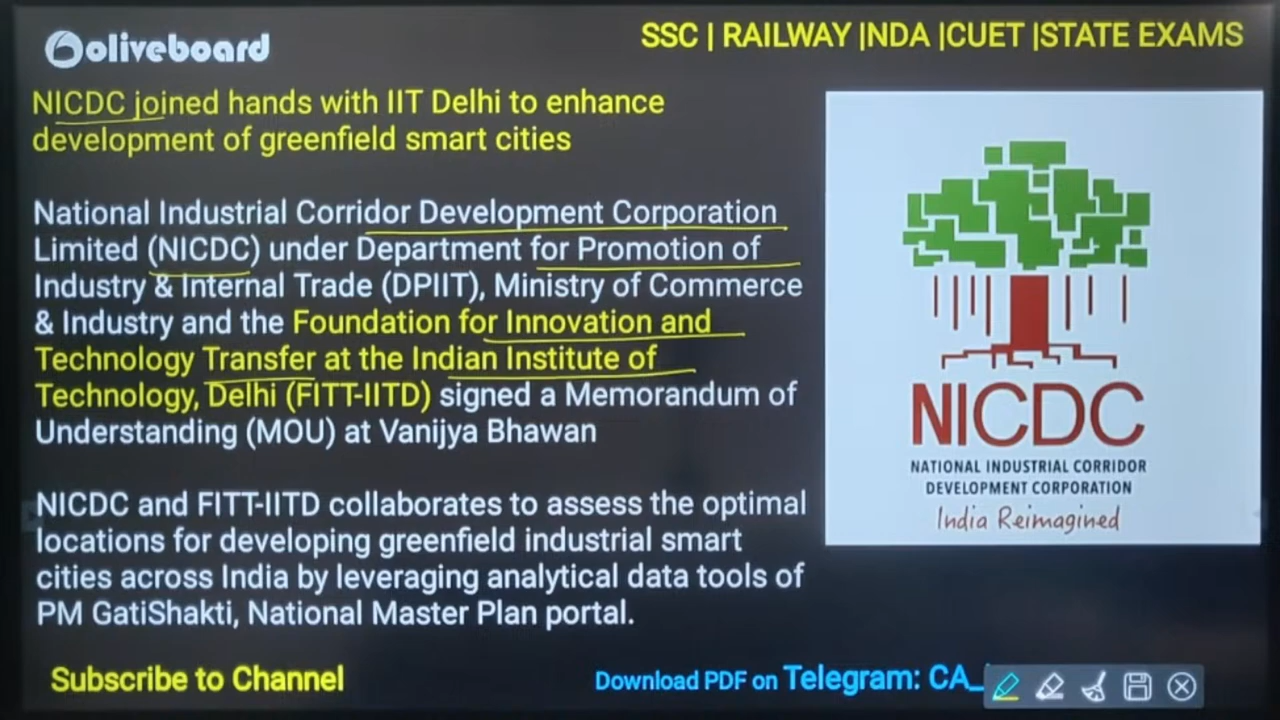 oliveboard
SSC | RAILWAY |NDA |CUET |STATE EXAMS
NICDC joined hands with IIT Delhi to enhance
development of greenfield smart cities
National Industrial Corridor Development Corporation
Limited (NICDC) under Department for Promotion of
Industry & Internal Trade (DPIIT), Ministry of Commerce
& Industry and the Foundation for Innovation and
Technology Transfer at the Indian Institute of
Technology, Delhi (FITT-IITD) signed a Memorandum of
Understanding (MOU) at Vanijya Bhawan
NICDC and FITT-IITD collaborates to assess the optimal
locations for developing greenfield industrial smart
cities across India by leveraging analytical data tools of
PM GatiShakti, National Master Plan portal.
NICDC
NATIONAL INDUSTRIAL CORRIDOR
DEVELOPMENT CORPORATION
India Reimagined
Subscribe to Channel
Download PDF on Telegram: CA_